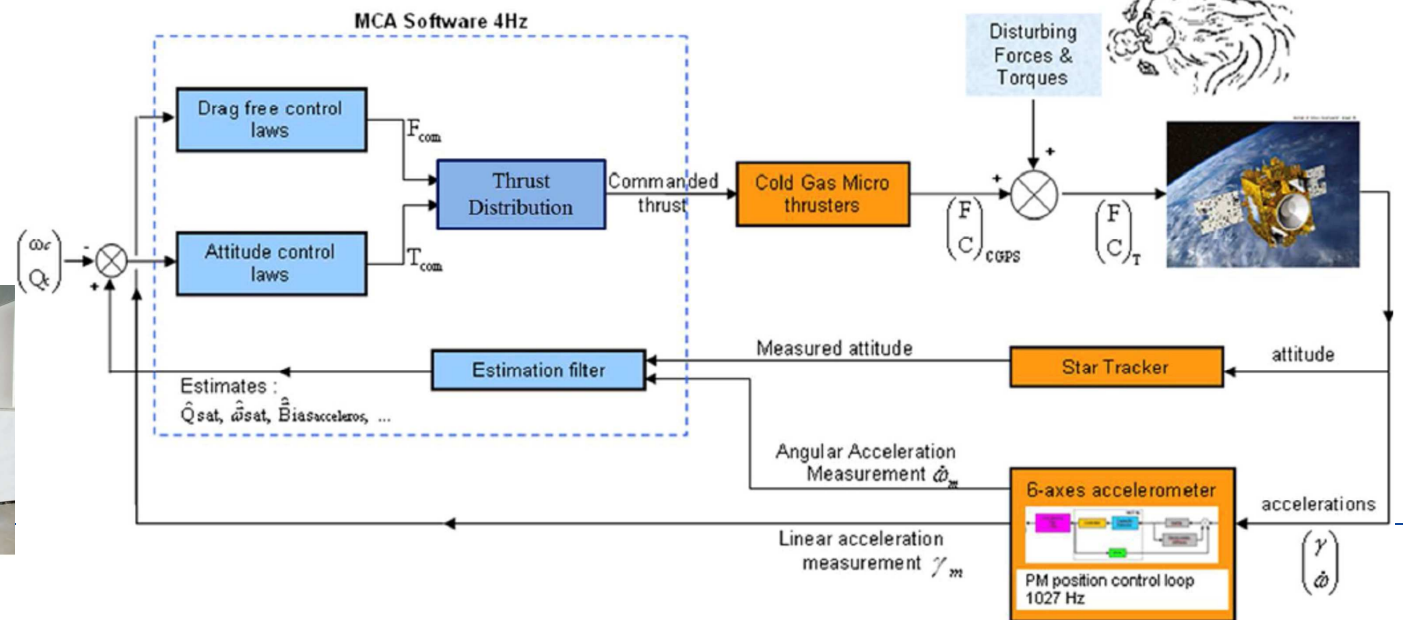 MCA Software 4Hz
Disturbing
Forces &
Torques
Drag free control
laws
F com
Thrust
Distribution
Commanded
thrust
Cold Gas Micro
thrusters
+
+
(F C) CGPS
(F C) T
(ωc Qc)
-
+
Attitude control
laws
T com
Estimation filter
Measured attitude
Star Tracker
attitude
Estimates :
Q̂sat, ω̂sat, B̂iasacceleros, ...
Angular Acceleration
Measurement ω̇m
6-axes accelerometer
accelerations
Linear acceleration
measurement γm
PM position control loop
1027 Hz
(γ ω̇)